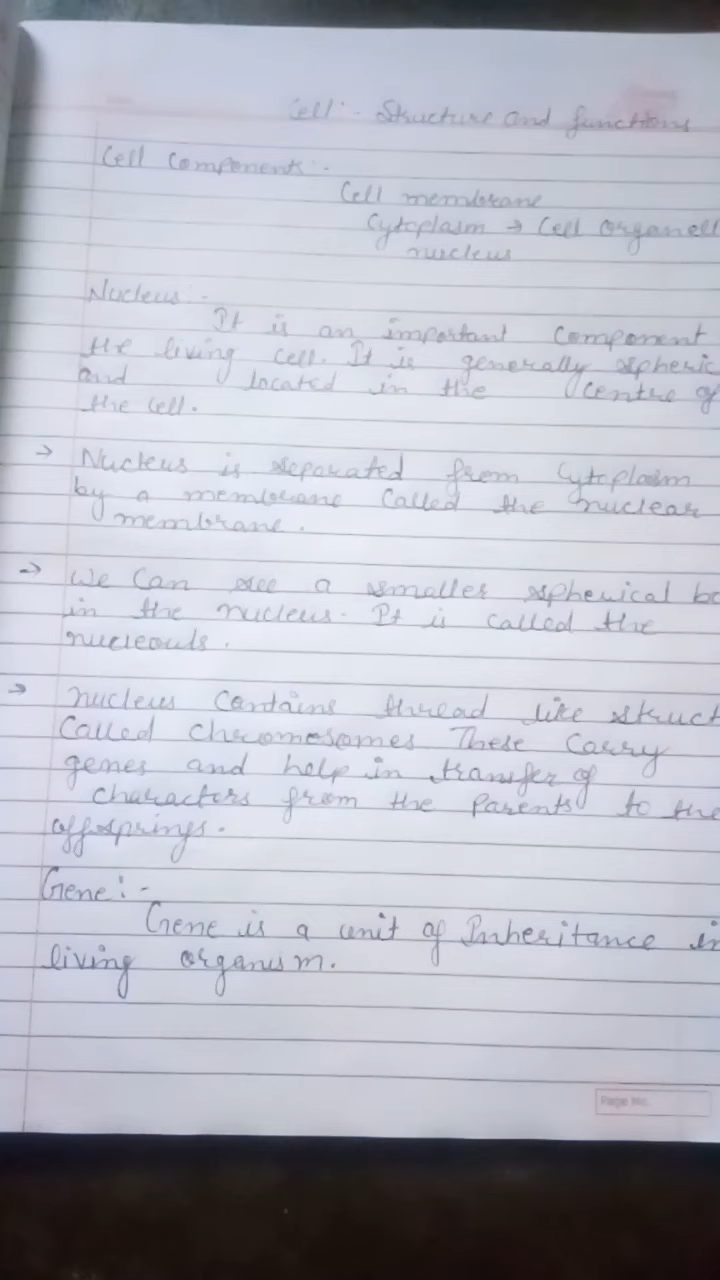 Cell:- Structure and functions
Cell Components:-
Cell membrane
Cytoplasm → Cell organell
nucleus
Nucleus:-
It is an important component
the living cell. It is generally spheric
and located in the centre of
the cell.
→ Nucleus is separated from Cytoplasm
by a membrane called the nuclear
membrane.
→ We can see a smaller spherical bo
in the nucleus. It is called the
nucleouls.
→ nucleus contains thread like struct
called chromosomes These carry
genes and help in transfer of
characters from the parents to the
offsprings.
Gene:-
Gene is a unit of Inheritance in
living organism.
Page No.